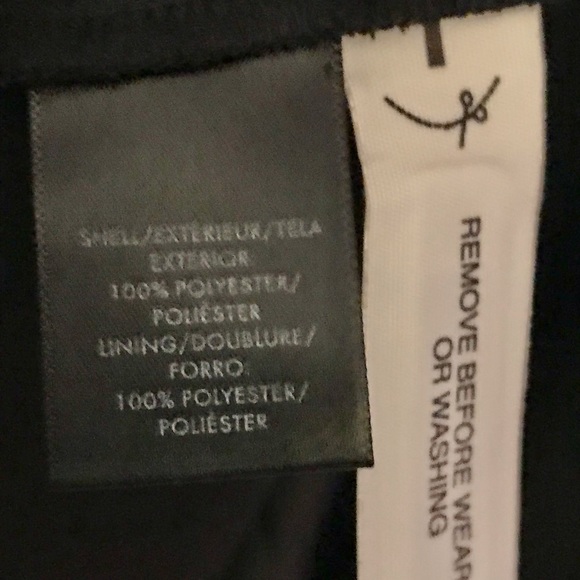 SHELL/EXTÉRIEUR/TELA
EXTERIOR
100% POLYESTER/
POLIÉSTER
LINING/DOUBLURE/
FORRO:
100% POLYESTER/
POLIÉSTER
REMOVE BEFORE WEAR
OR WASHING